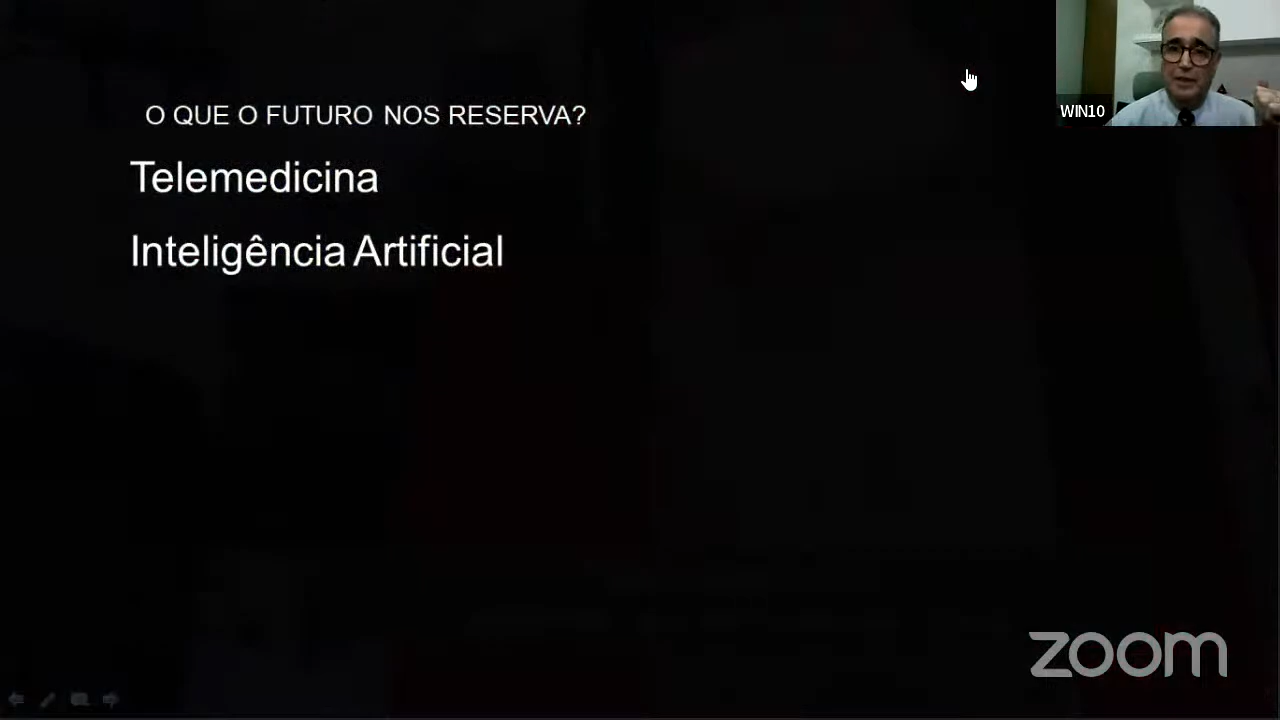 O QUE O FUTURO NOS RESERVA?
WIN10
Telemedicina
Inteligência Artificial
zoom